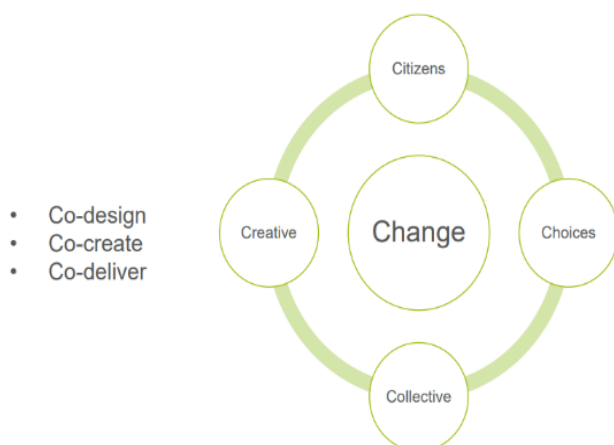 Citizens
• Co-design
• Co-create
• Co-deliver
Creative
Change
Choices
Collective